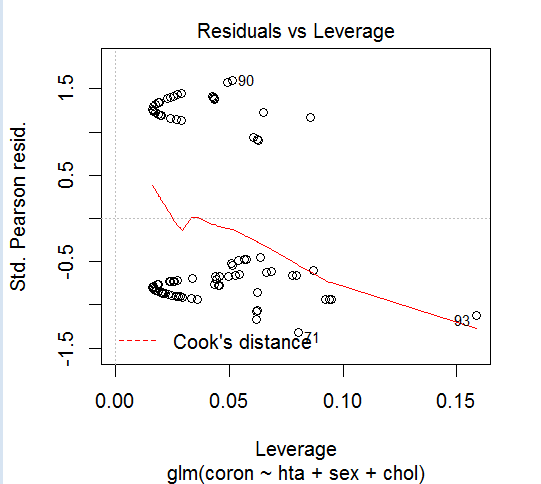 Residuals vs Leverage
Std. Pearson resid.
1.5
0.5
-0.5
-1.5
90
93
71
Cook's distance
0.00
0.05
0.10
0.15
Leverage
glm(coron ~ hta + sex + chol)